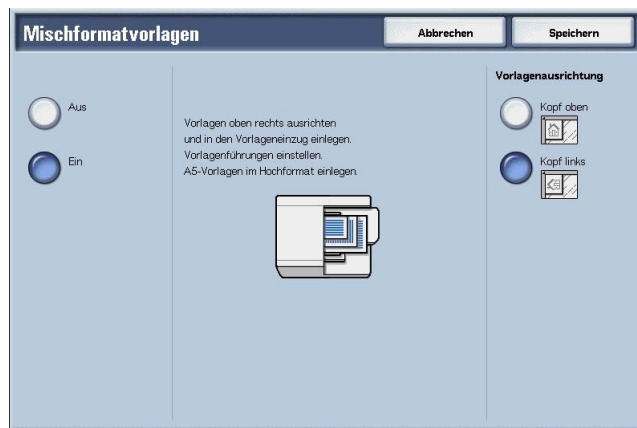 Mischformatvorlagen
Abbrechen
Speichern
Aus
Ein
Vorlagen oben rechts ausrichten
und in den Vorlageneinzug einlegen.
Vorlagenführungen einstellen.
A5-Vorlagen im Hochformat einlegen.
Vorlagenausrichtung
Kopf oben
Kopf links